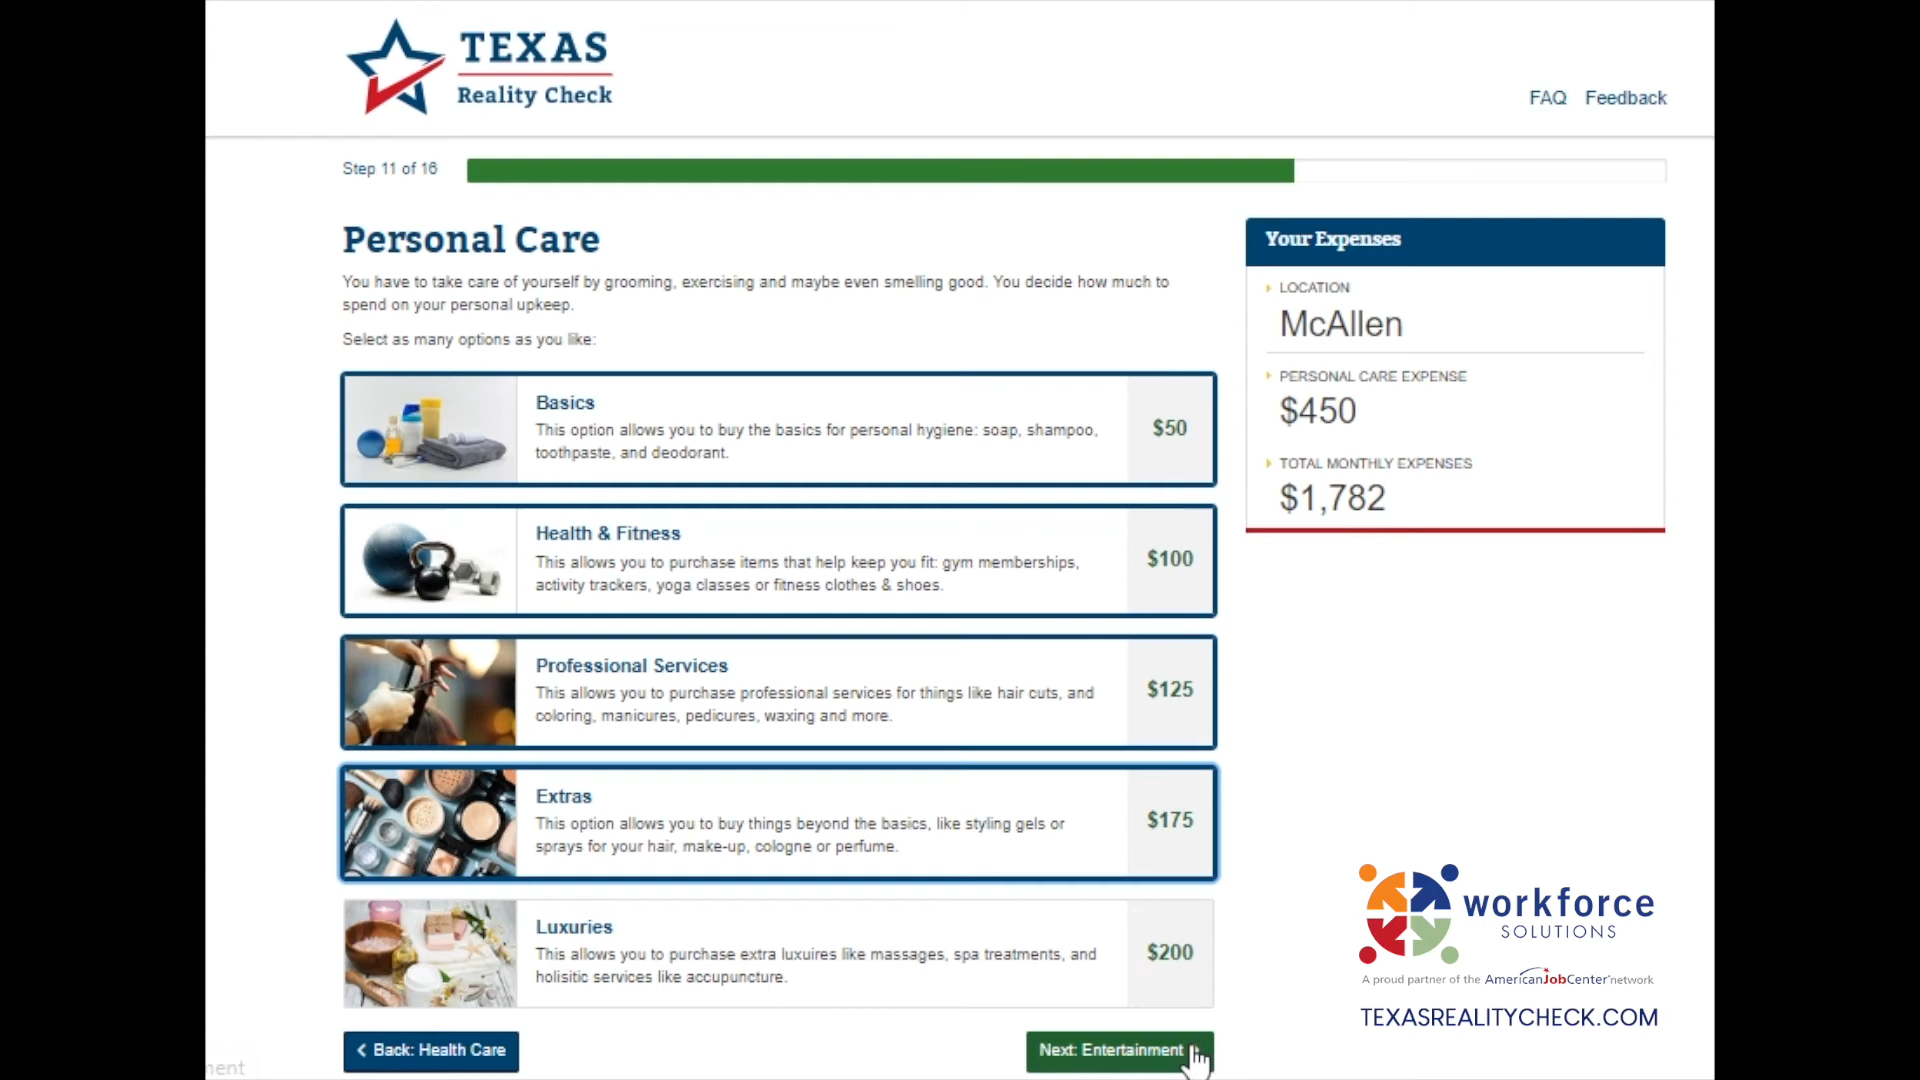 TEXAS
Reality Check
FAQ Feedback
Step 11 of 16
Personal Care
You have to take care of yourself by grooming, exercising and maybe even smelling good. You decide how much to
spend on your personal upkeep.
Select as many options as you like:
Basics
This option allows you to buy the basics for personal hygiene: soap, shampoo,
toothpaste, and deodorant.
$50
Health & Fitness
This allows you to purchase items that help keep you fit: gym memberships,
activity trackers, yoga classes or fitness clothes & shoes.
$100
Professional Services
This allows you to purchase professional services for things like hair cuts, and
coloring, manicures, pedicures, waxing and more.
$125
Extras
This option allows you to buy things beyond the basics, like styling gels or
sprays for your hair, make-up, cologne or perfume.
$175
Luxuries
This allows you to purchase extra luxuires like massages, spa treatments, and
holisitic services like accupuncture.
$200
Back: Health Care
Next: Entertainment
Your Expenses
LOCATION
McAllen
PERSONAL CARE EXPENSE
$450
TOTAL MONTHLY EXPENSES
$1,782
workforce
SOLUTIONS
A proud partner of the AmericanJobCenter network
TEXASREALITYCHECK.COM
ment